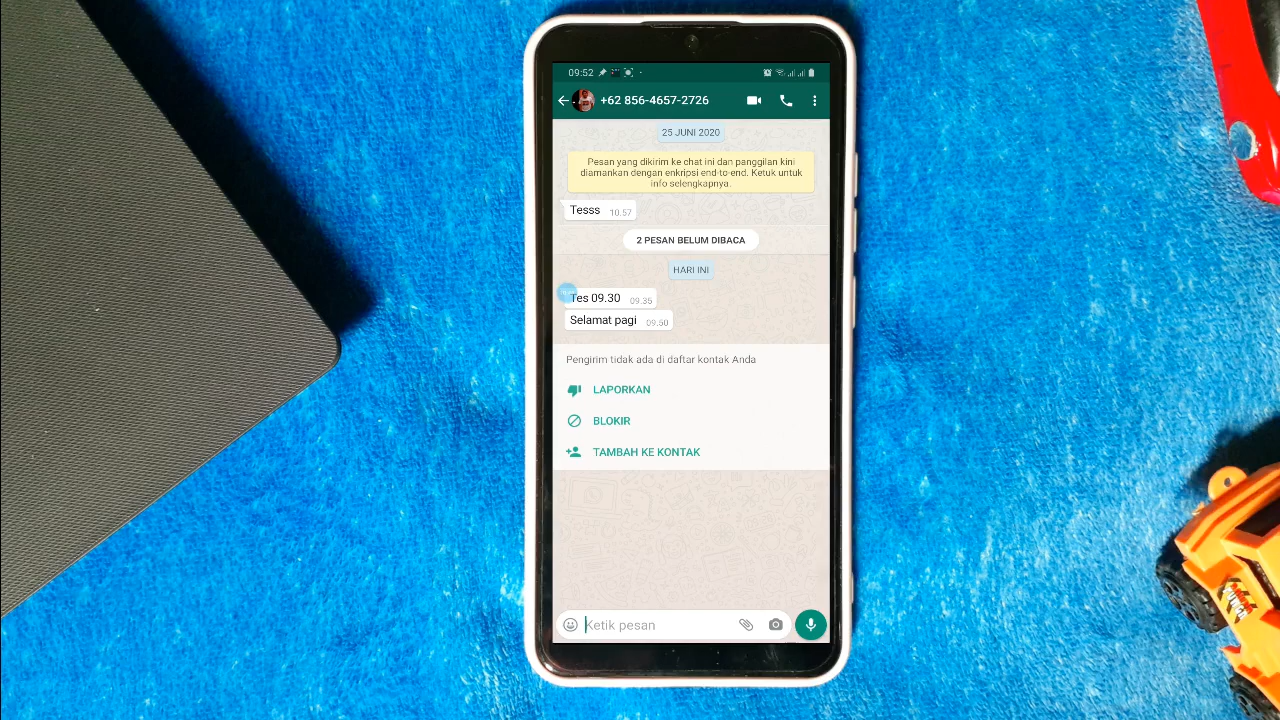 09:52
+62 856-4657-2726
25 JUNI 2020
Pesan yang dikirim ke chat ini dan panggilan kini
diamankan dengan enkripsi end-to-end. Ketuk untuk
info selengkapnya.
Tesss 10.57
2 PESAN BELUM DIBACA
HARI INI
Tes 09.30 09.35
Selamat pagi 09.50
Pengirim tidak ada di daftar kontak Anda
LAPORKAN
BLOKIR
TAMBAH KE KONTAK
Ketik pesan